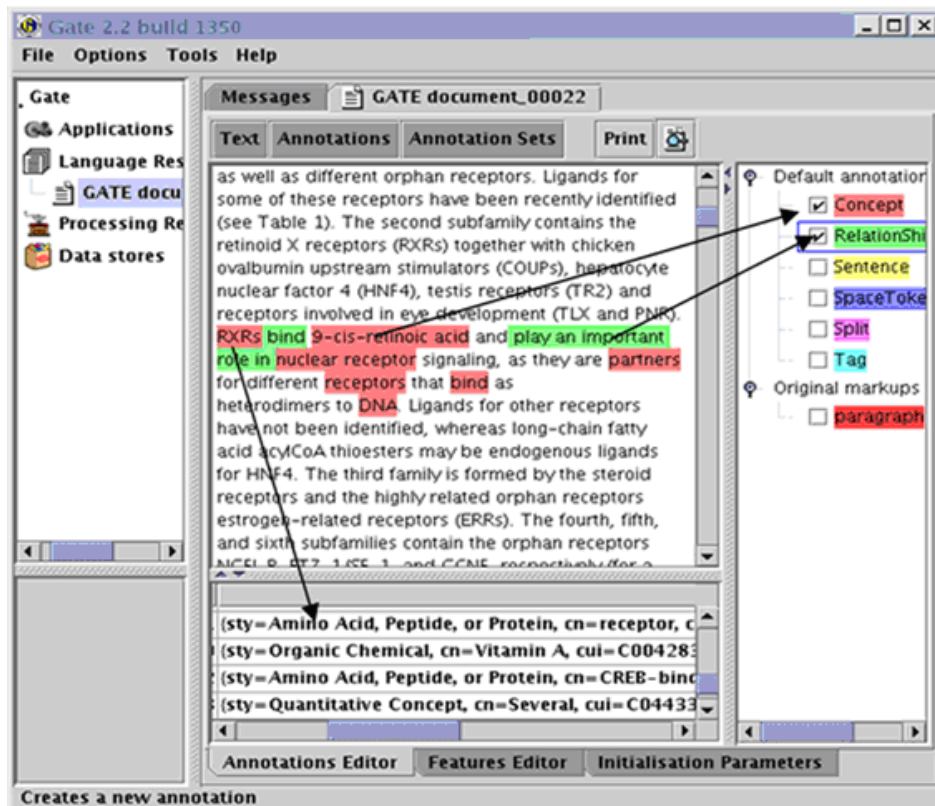 Gate 2.2 build 1350
File Options Tools Help
Gate
Applications
Language Res
GATE docu
Processing Re
Data stores
Messages GATE document_00022
Text Annotations Annotation Sets Print
as well as different orphan receptors. Ligands for
some of these receptors have been recently identified
(see Table 1). The second subfamily contains the
retinoid X receptors (RXRs) together with chicken
ovalbumin upstream stimulators (COUPs), hepatocyte
nuclear factor 4 (HNF4), testis receptors (TR2) and
receptors involved in eye development (TLX and PNR).
RXRs bind 9-cis-retinoic acid and play an important
role in nuclear receptor signaling, as they are partners
for different receptors that bind as
heterodimers to DNA. Ligands for other receptors
have not been identified, whereas long-chain fatty
acid acylCoA thioesters may be endogenous ligands
for HNF4. The third family is formed by the steroid
receptors and the highly related orphan receptors
estrogen-related receptors (ERRs). The fourth, fifth,
and sixth subfamilies contain the orphan receptors
and GCNF, respectively (for a
(sty=Amino Acid, Peptide, or Protein, cn=receptor, c
(sty=Organic Chemical, cn=Vitamin A, cui=C004283
(sty=Amino Acid, Peptide, or Protein, cn=CREB-bind
(sty=Quantitative Concept, cn=Several, cui=C04433
Default annotation
Concept
RelationShi
Sentence
SpaceToke
Split
Tag
Original markups
paragraph
Annotations Editor Features Editor Initialisation Parameters
Creates a new annotation